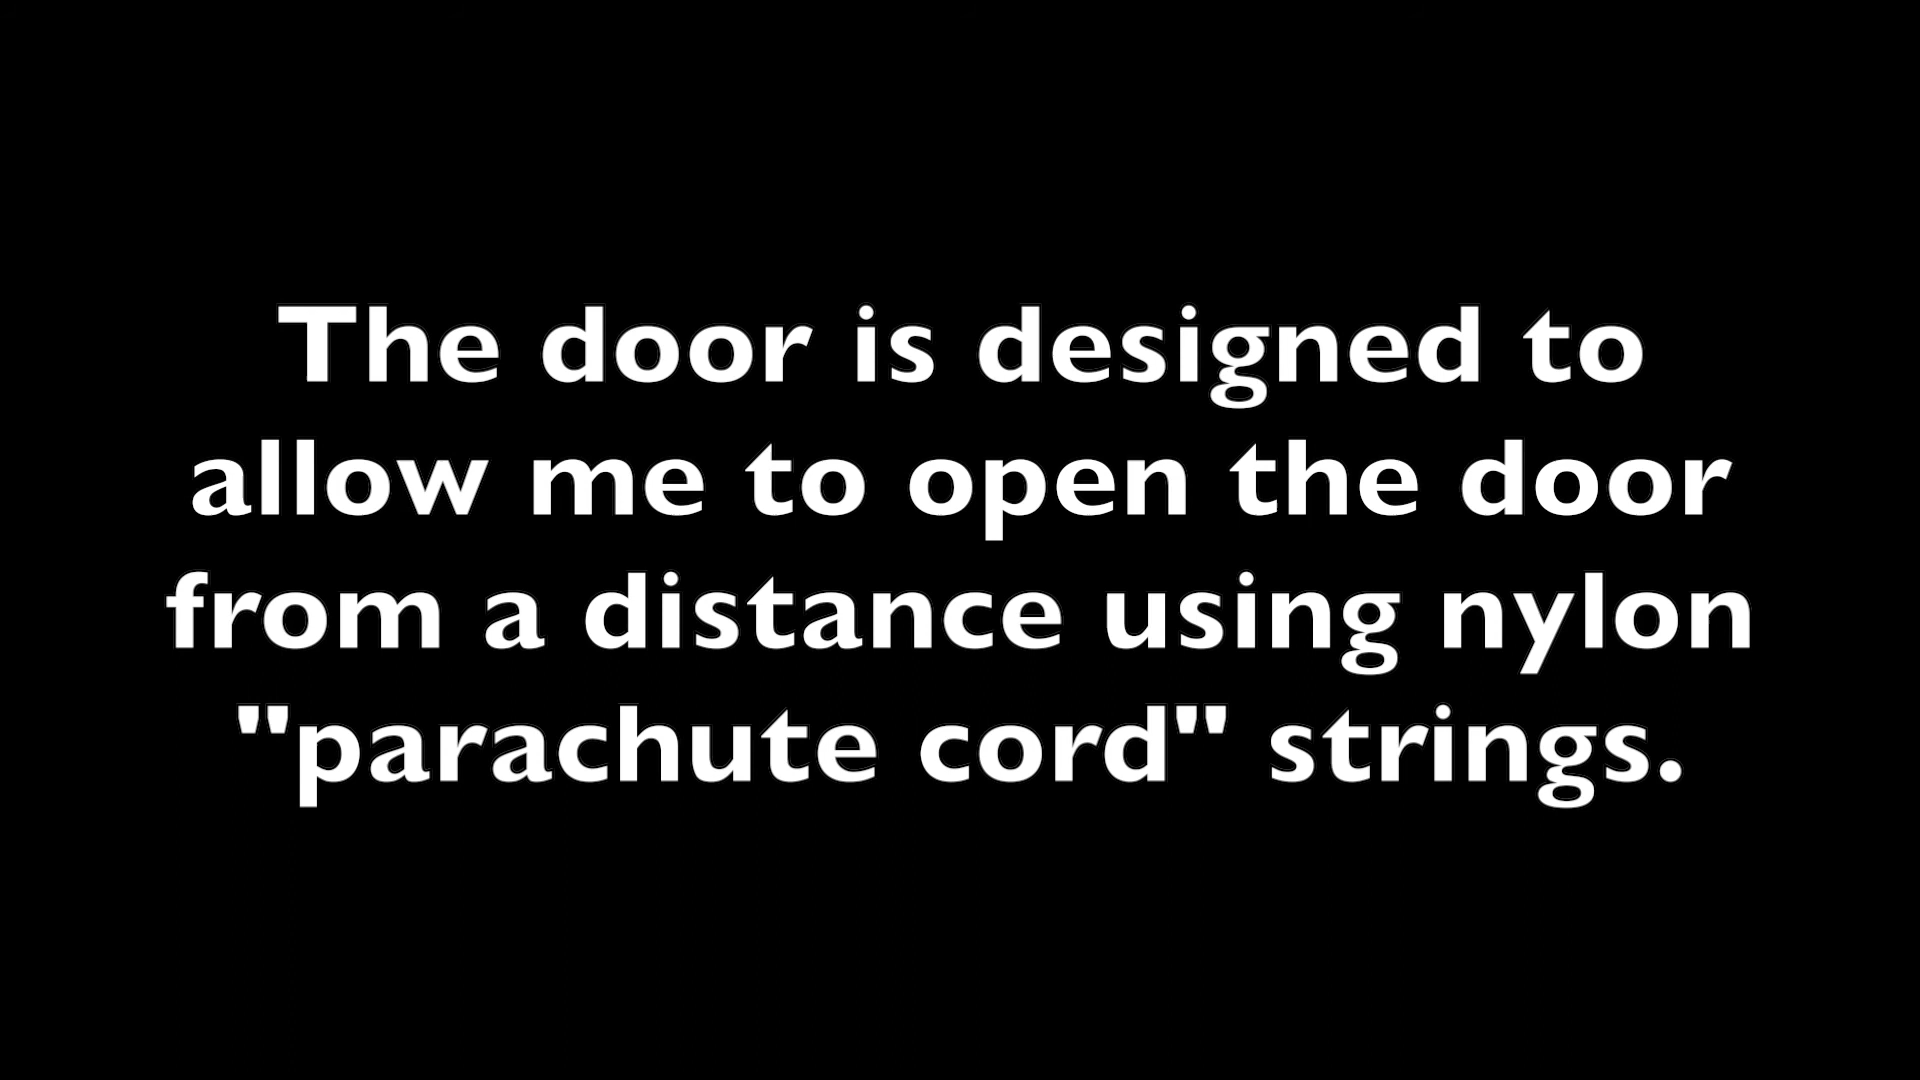 The door is designed to
allow me to open the door
from a distance using nylon
"parachute cord" strings.